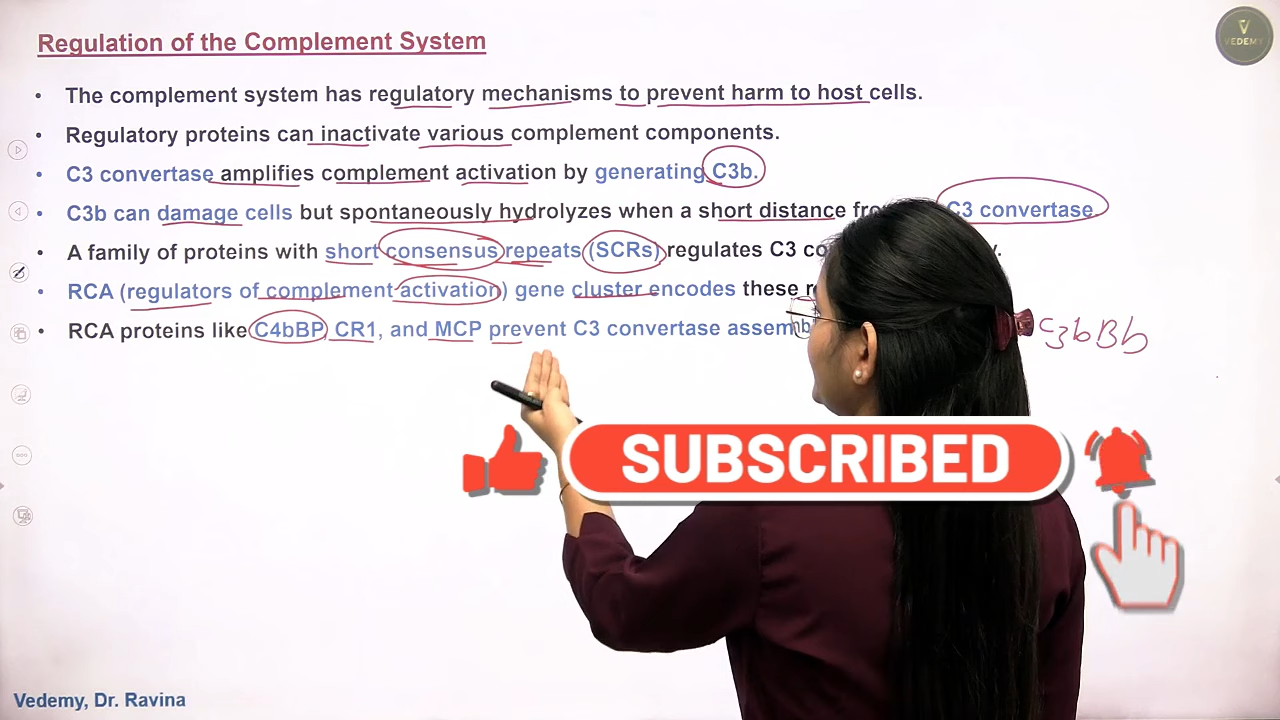 Regulation of the Complement System
VEDEMY
• The complement system has regulatory mechanisms to prevent harm to host cells.
• Regulatory proteins can inactivate various complement components.
• C3 convertase amplifies complement activation by generating C3b.
• C3b can damage cells but spontaneously hydrolyzes when a short distance C3 convertase.
• A family of proteins with short consensus repeats (SCRs) regulates C3
• RCA (regulators of complement activation) gene cluster encodes these
• RCA proteins like C4bBP, CR1, and MCP prevent C3 convertase
C3bBb
SUBSCRIBED
Vedemy, Dr. Ravina